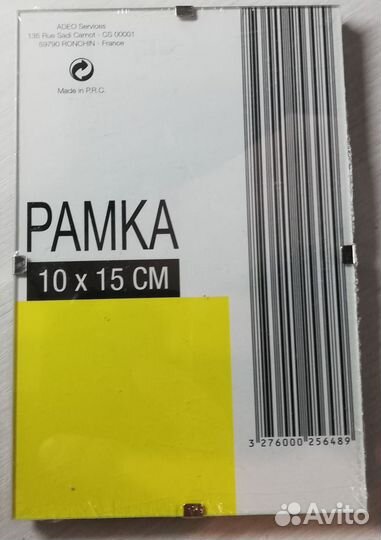 ADEO Services
135 Rue Sadi Carnot - CS 00001
59790 RONCHIN - France
Made in P.R.C.
РАМКА
10 х 15 СМ
3 276000 256489
Avito